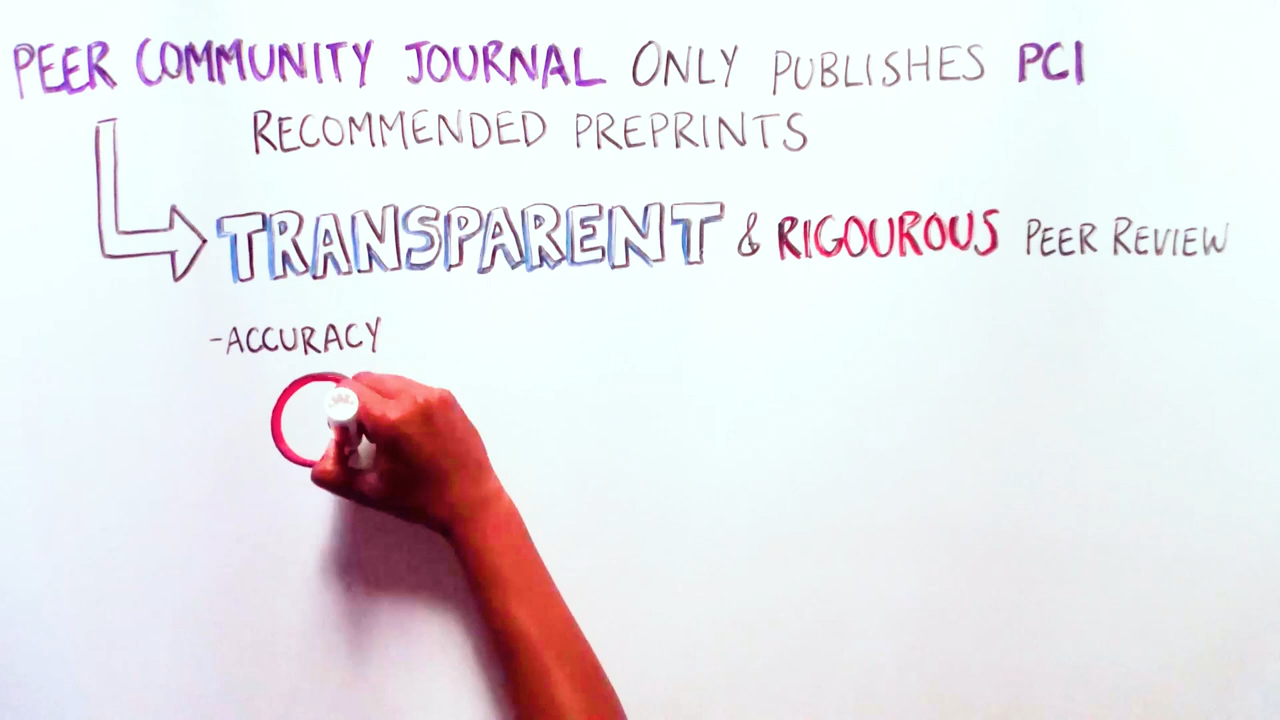 PEER COMMUNITY JOURNAL ONLY PUBLISHES PCI
RECOMMENDED PREPRINTS
TRANSPARENT & RIGOUROUS PEER REVIEW
-ACCURACY